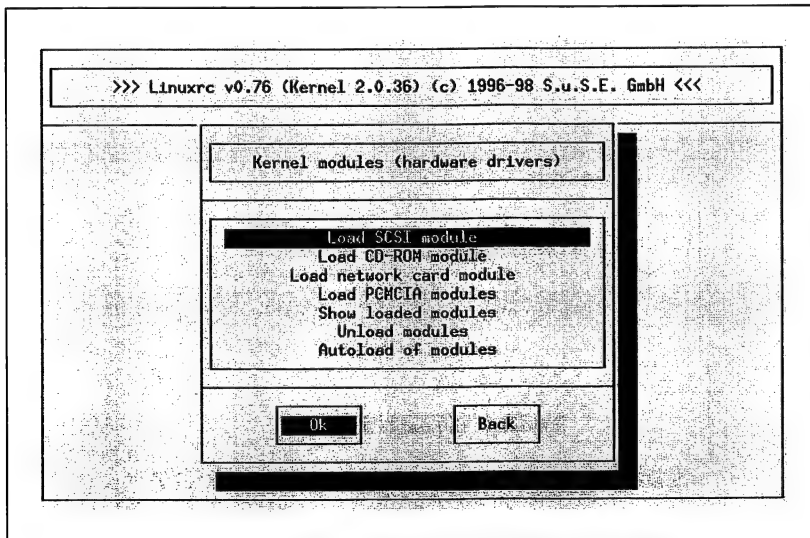 >>> Linuxrc v0.76 (Kernel 2.0.36) (c) 1996-98 S.u.S.E. GmbH <<<
Kernel modules (hardware drivers)
Load SCSI module
Load CD-ROM module
Load network card module
Load PCMCIA modules
Show loaded modules
Unload modules
Autoload of modules
Ok Back